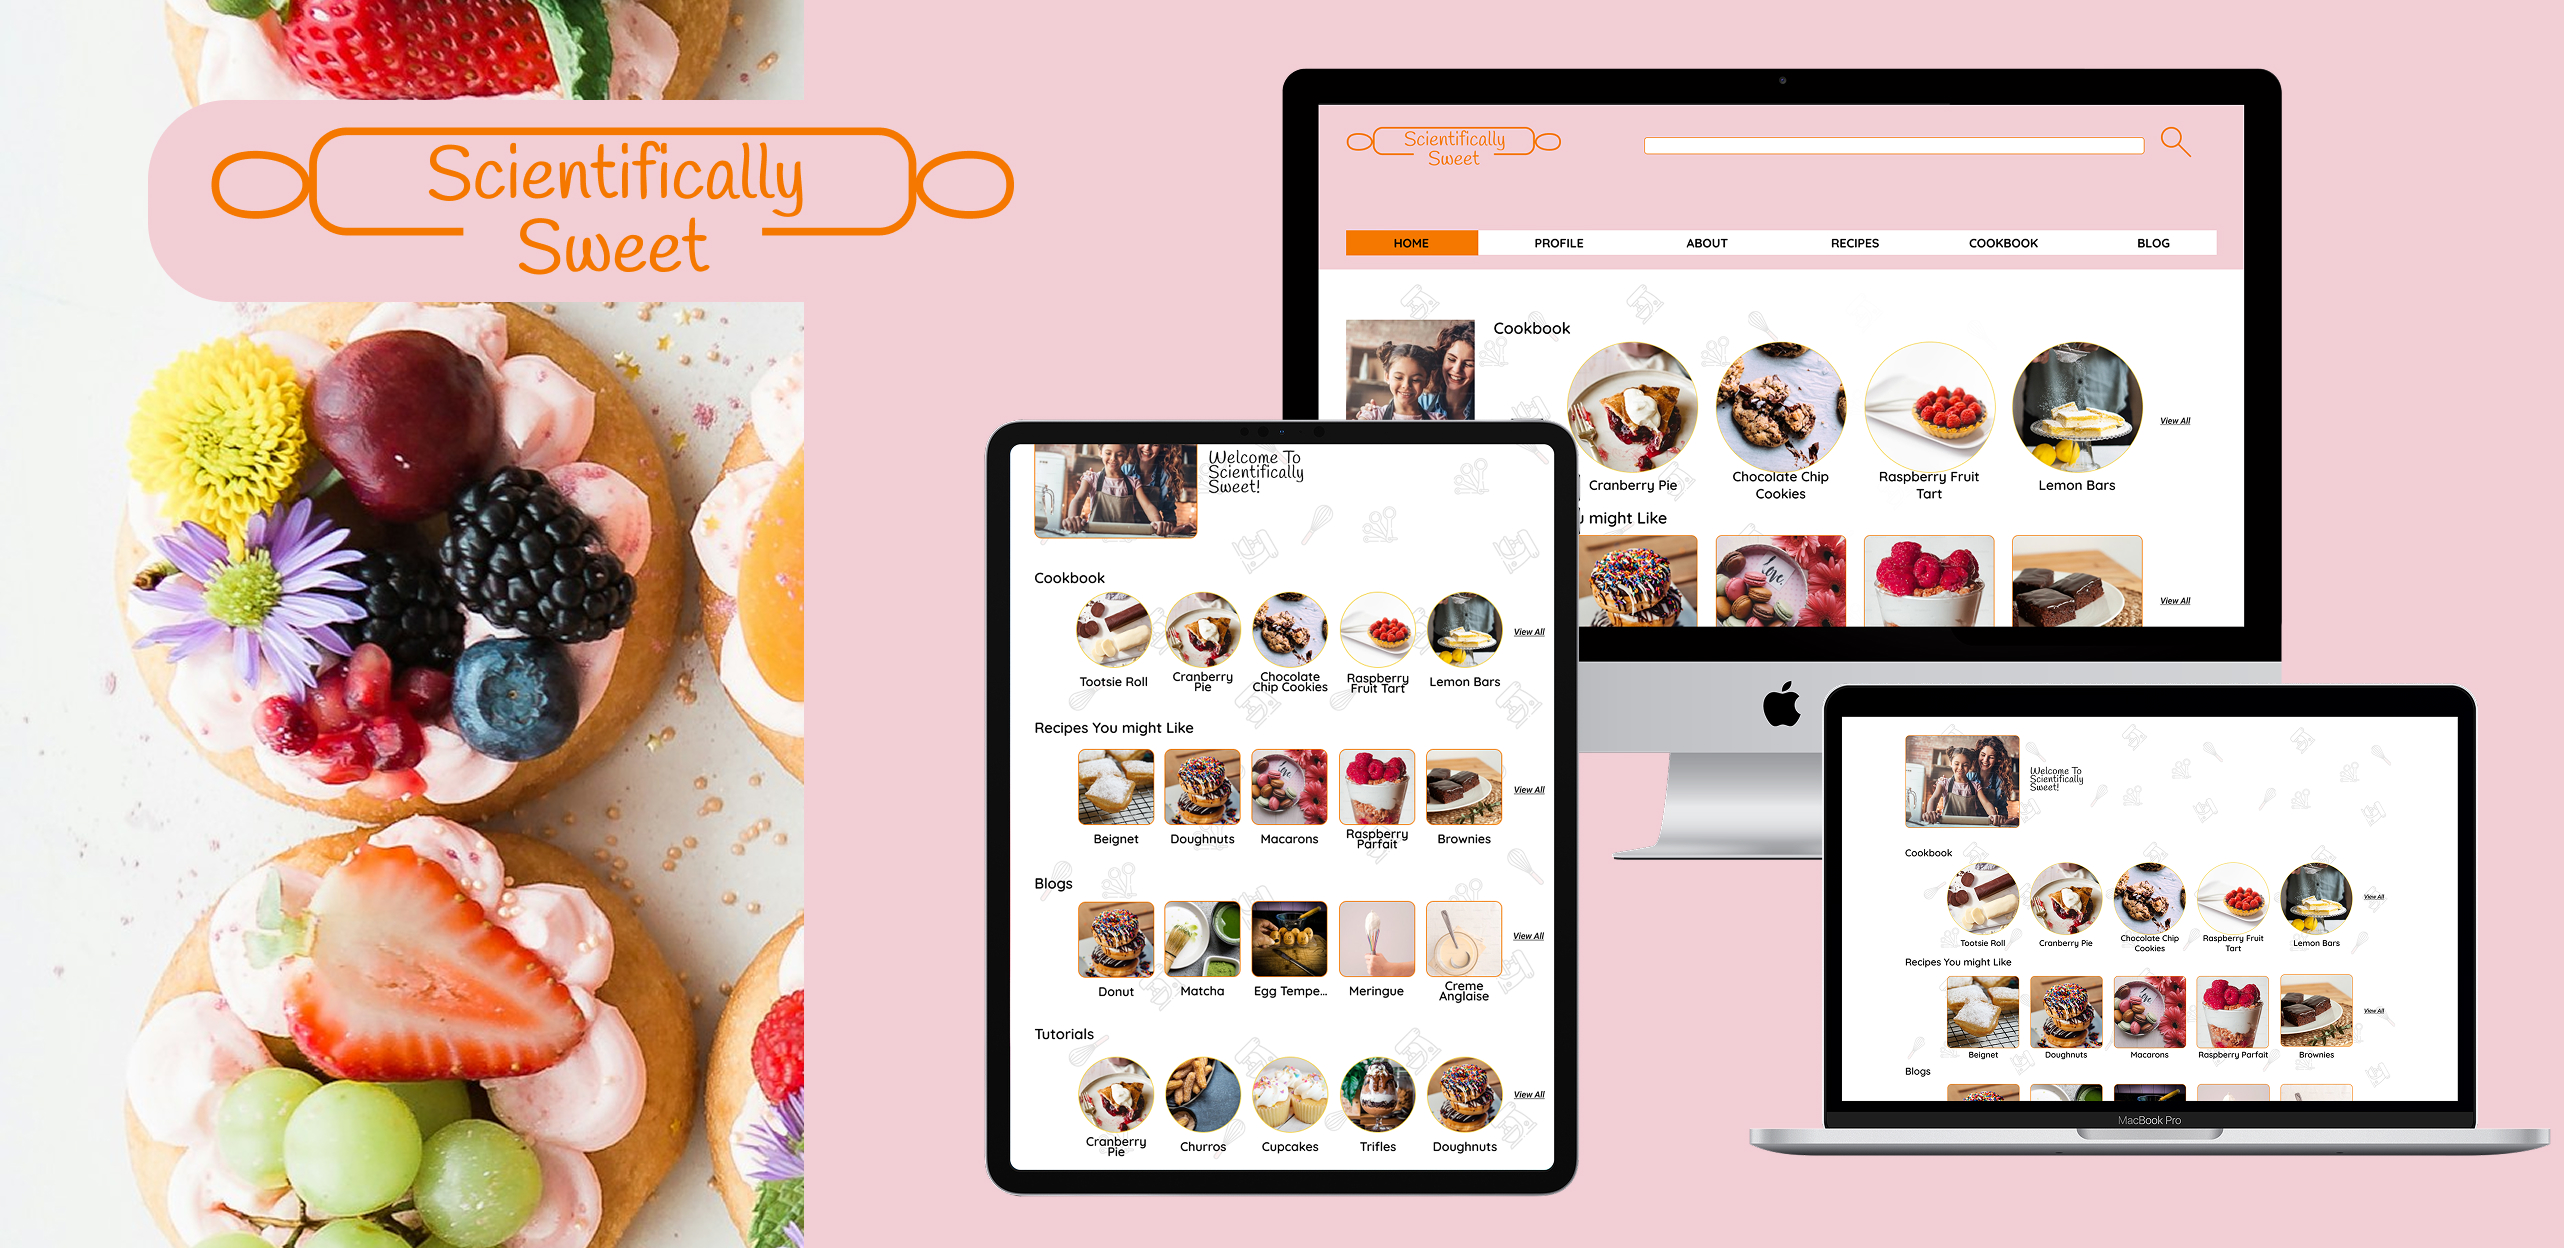 Scientifically
Sweet
Scientifically
Sweet
HOME PROFILE ABOUT RECIPES COOKBOOK BLOG
Cookbook
View All
Cranberry Pie
Chocolate Chip
Cookies
Raspberry Fruit
Tart
Lemon Bars
might Like
Love
View All
Welcome To
Scientifically
Sweet!
Cookbook
View All
Tootsie Roll
Cranberry
Pie
Chocolate
Chip Cookies
Raspberry
Fruit Tart
Lemon Bars
Recipes You might Like
Love
View All
Beignet
Doughnuts
Macarons
Raspberry
Parfait
Brownies
Blogs
View All
Donut
Matcha
Egg Tempe...
Meringue
Creme
Anglaise
Tutorials
View All
Cranberry
Pie
Churros
Cupcakes
Trifles
Doughnuts
Welcome To
Scientifically
Sweet!
Cookbook
View All
Tootsie Roll
Cranberry Pie
Chocolate Chip
Cookies
Raspberry Fruit
Tart
Lemon Bars
Recipes You might Like
Love
View All
Beignet
Doughnuts
Macarons
Raspberry Parfait
Brownies
Blogs
MacBook Pro